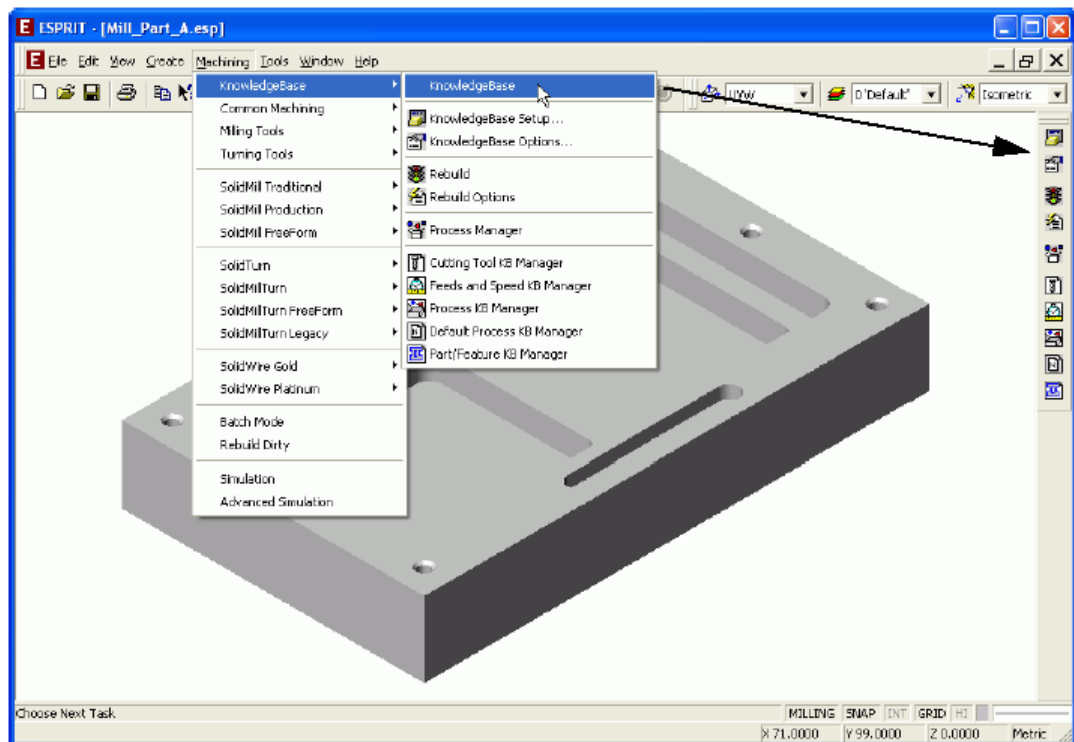 ESPRIT - [Mill_Part_A.esp]
File Edit View Create Machining Tools Window Help
UVW 0'Default' Isometric
KnowledgeBase
Common Machining
Milling Tools
Turning Tools
SolidMill Traditional
SolidMill Production
SolidMill FreeForm
SolidTurn
SolidMillTurn
SolidMillTurn FreeForm
SolidMillTurn Legacy
SolidWire Gold
SolidWire Platinum
Batch Mode
Rebuild Dirty
Simulation
Advanced Simulation
KnowledgeBase
KnowledgeBase Setup...
KnowledgeBase Options...
Rebuild
Rebuild Options
Process Manager
Cutting Tool KB Manager
Feeds and Speed KB Manager
Process KB Manager
Default Process KB Manager
Part/Feature KB Manager
Choose Next Task
MILLING SNAP INT GRID HI
X 71.0000 Y 99.0000 Z 0.0000 Metric